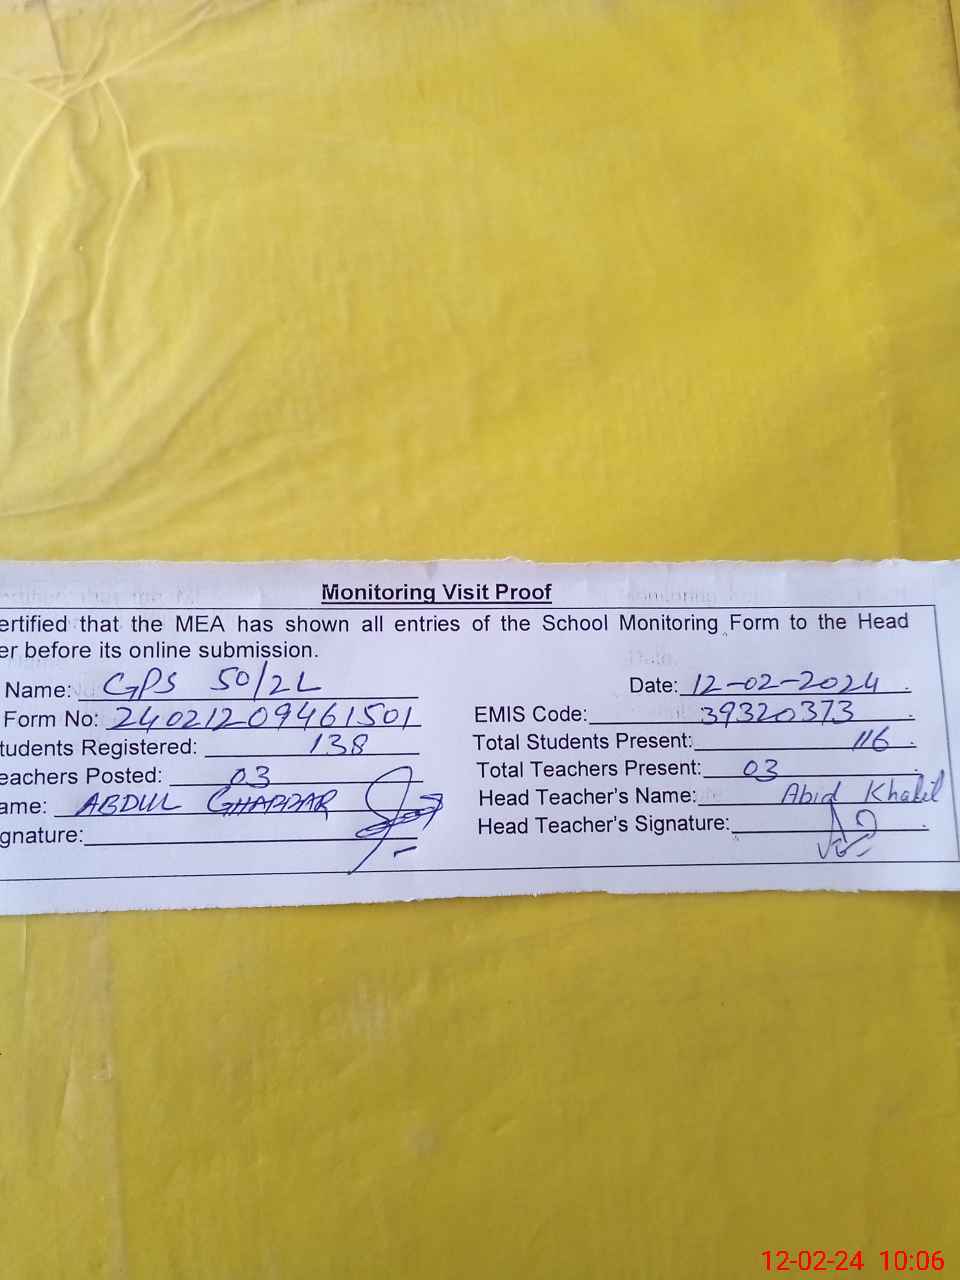 Monitoring Visit Proof
ertified that the MEA has shown all entries of the School Monitoring Form to the Head
er before its online submission.
Name: GPS 50/2L Date: 12-02-2024
Form No: 24021209461501 EMIS Code: 39320373
tudents Registered: 138 Total Students Present: 116
eachers Posted: 03 Total Teachers Present: 03
ame: ABDUL GHAFFAR Head Teacher's Name: Abid Khalil
gnature: Head Teacher's Signature:
12-02-24 10:06